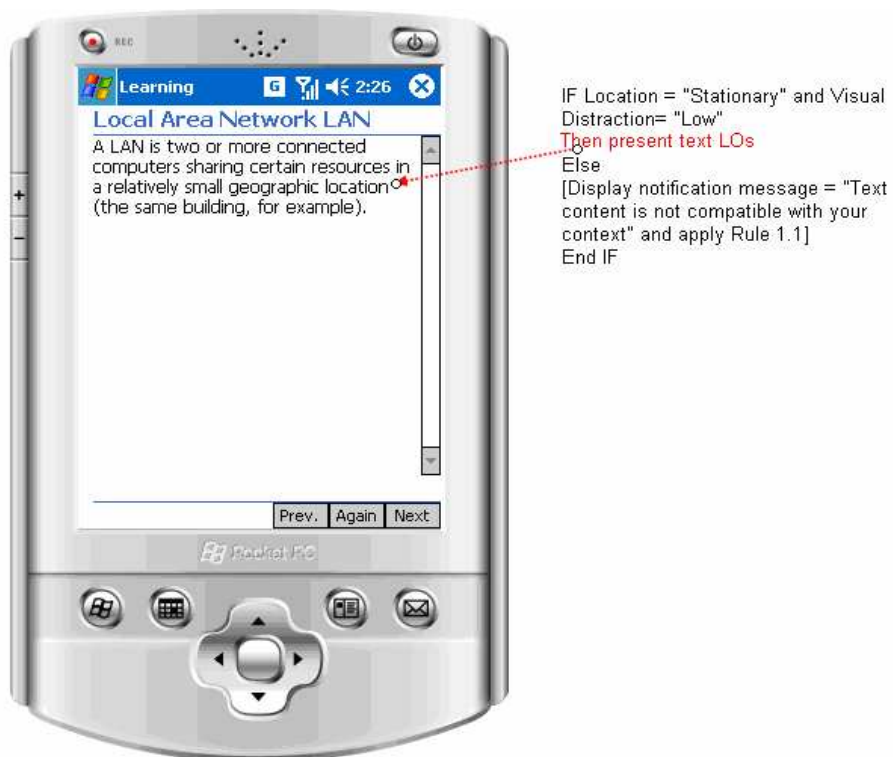 REC
Learning
G
2:26
Local Area Network LAN
A LAN is two or more connected
computers sharing certain resources in
a relatively small geographic location
(the same building, for example).
Prev. Again Next
Pocket PC
+
-
IF Location = "Stationary" and Visual
Distraction= "Low"
Then present text LOs
Else
[Display notification message = "Text
content is not compatible with your
context" and apply Rule 1.1]
End IF